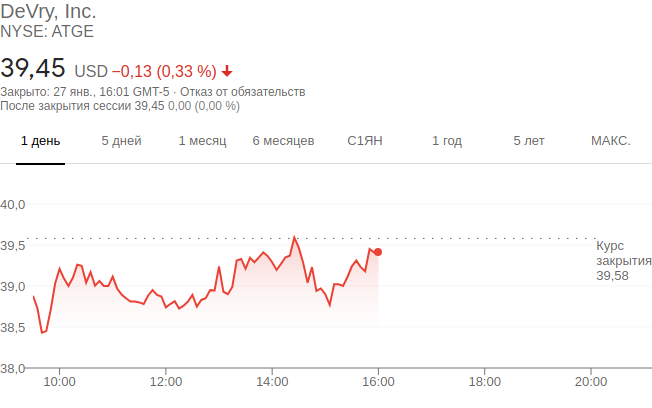 DeVry, Inc.
NYSE: ATGE
39,45 USD −0,13 (0,33 %)
Закрыто: 27 янв., 16:01 GMT-5 · Отказ от обязательств
После закрытия сессии 39,45 0,00 (0,00 %)
1 день 5 дней 1 месяц 6 месяцев С1ЯН 1 год 5 лет МАКС.
40,0
39,5
39,0
38,5
38,0
Курс
закрытия
39,58
10:00 12:00 14:00 16:00 18:00 20:00